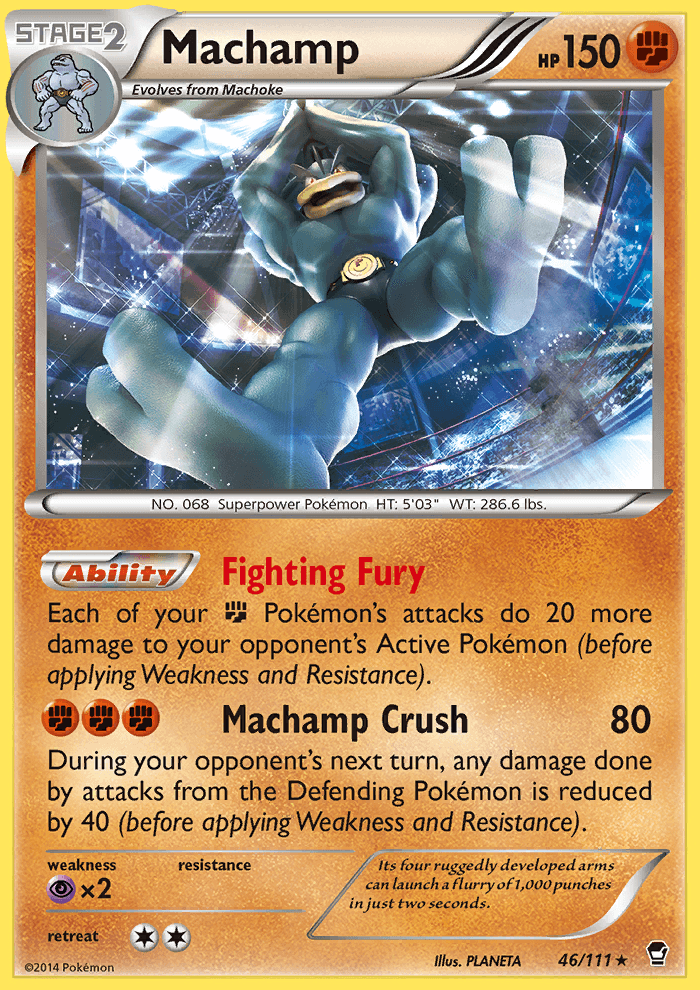 STAGE2
Machamp
HP150
Evolves from Machoke
NO. 068 Superpower Pokémon HT: 5'03" WT: 286.6 lbs.
Ability Fighting Fury
Each of your Pokémon's attacks do 20 more
damage to your opponent's Active Pokémon (before
applying Weakness and Resistance).
Machamp Crush 80
During your opponent's next turn, any damage done
by attacks from the Defending Pokémon is reduced
by 40 (before applying Weakness and Resistance).
weakness resistance
×2
Its four ruggedly developed arms
can launch a flurry of 1,000 punches
in just two seconds.
retreat
©2014 Pokémon
Illus. PLANETA 46/111 ★